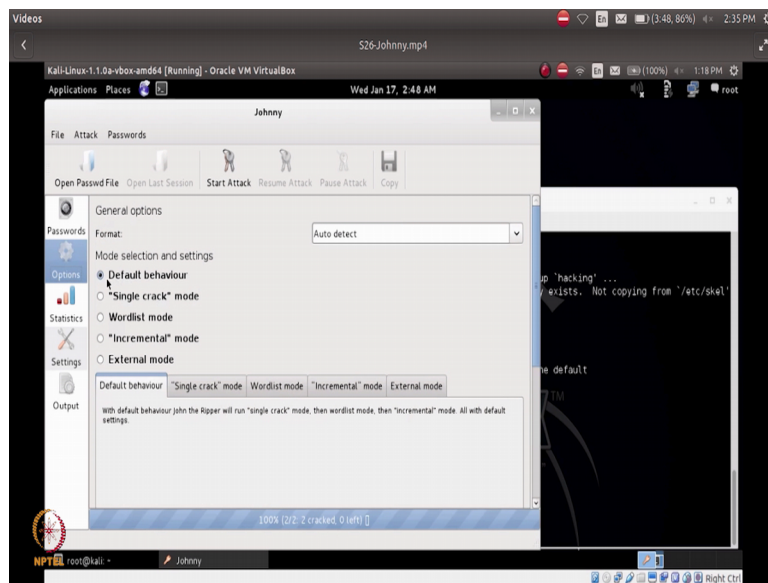 Videos
En (3:48, 86%) 2:35 PM
S26-Johnny.mp4
Kali-Linux-1.1.0a-vbox-amd64 [Running] - Oracle VM VirtualBox
En (100%) 1:18 PM
Applications Places Wed Jan 17, 2:48 AM root
Johnny
File Attack Passwords
Open Passwd File Open Last Session Start Attack Resume Attack Pause Attack Copy
Passwords
Options
Statistics
Settings
Output
General options
Format: Auto detect
Mode selection and settings
Default behaviour
"Single crack" mode
Wordlist mode
"Incremental" mode
External mode
Default behaviour "Single crack" mode Wordlist mode "Incremental" mode External mode
With default behaviour John the Ripper will run "single crack" mode, then wordlist mode, then "incremental" mode. All with default
settings.
100% (2/2: 2 cracked, 0 left)
up `hacking' ...
y exists. Not copying from `/etc/skel'
he default
TM
NPTEL root@kali: ~ Johnny
Right Ctrl